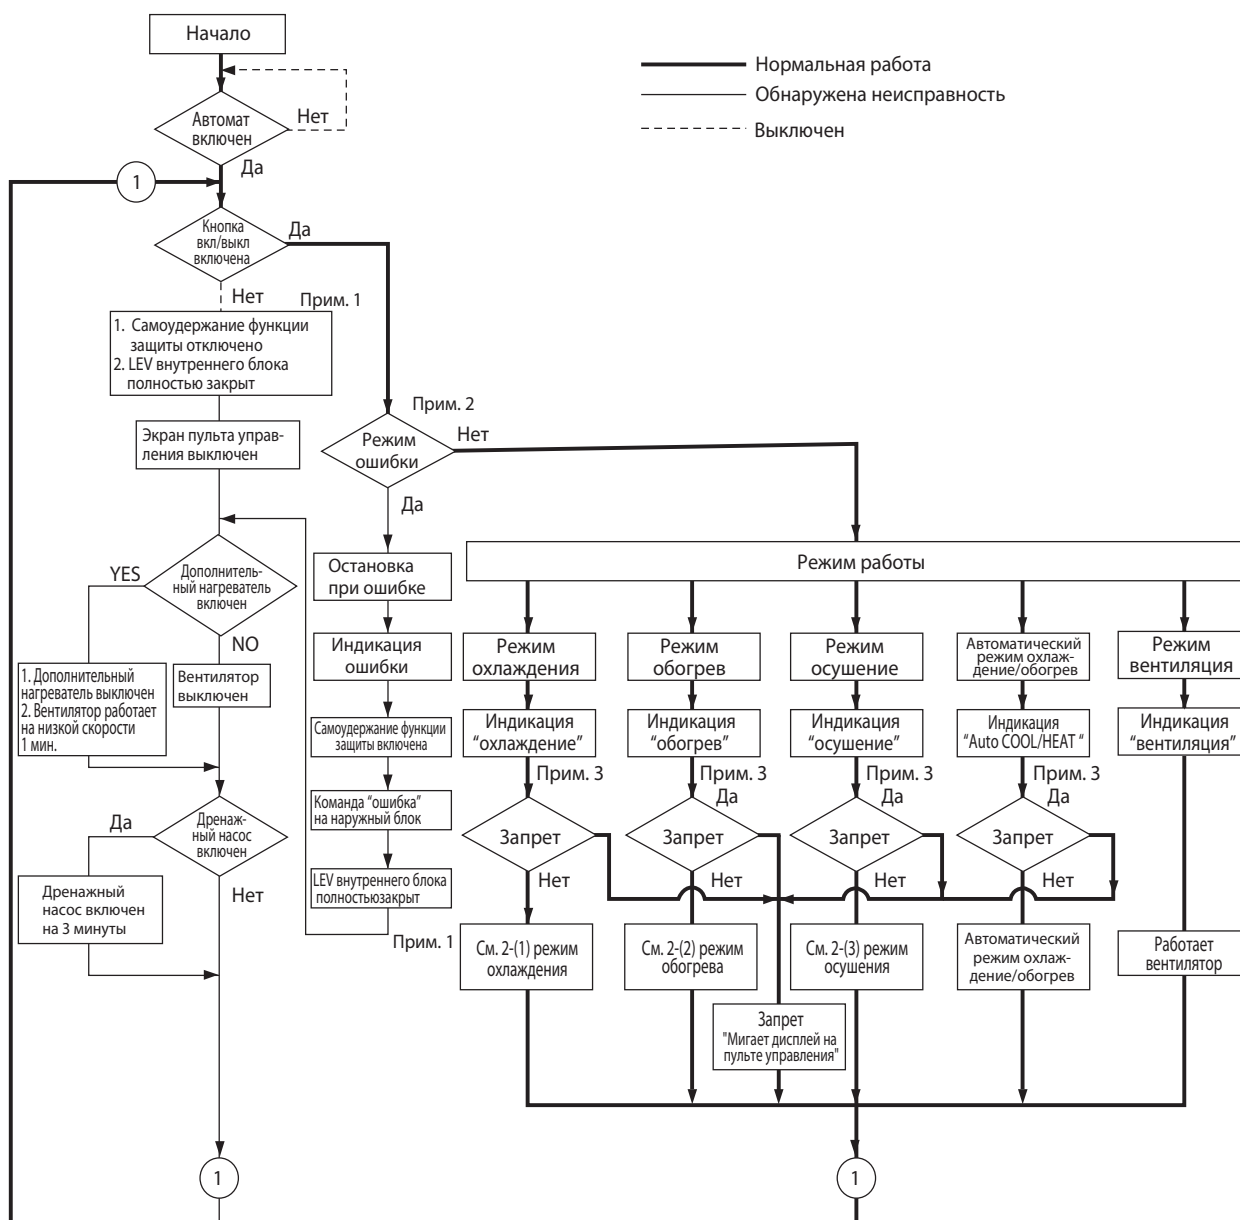 Начало
Нормальная работа
Обнаружена неисправность
Выключен
Автомат
включен
Нет
Да
1
Кнопка
вкл/выкл
включена
Да
Нет
Прим. 1
1. Самоудержание функции
защиты отключено
2. LEV внутреннего блока
полностью закрыт
Экран пульта управ-
ления выключен
Прим. 2
Режим
ошибки
Нет
Да
Дополнитель-
ный нагреватель
включен
YES
NO
1. Дополнительный
нагреватель выключен
2. Вентилятор работает
на низкой скорости
1 мин.
Вентилятор
выключен
Дренаж-
ный насос
включен
Да
Нет
Дренажный
насос включен
на 3 минуты
1
Остановка
при ошибке
Индикация
ошибки
Самоудержание функции
защиты включена
Команда “ошибка”
на наружный блок
LEV внутреннего блока
полностьюзакрыт
Прим. 1
Режим работы
Режим
охлаждения
Режим
обогрев
Режим
осушение
Автоматический
режим охлаж-
дение/обогрев
Режим
вентиляция
Индикация
“охлаждение”
Индикация
“обогрев”
Индикация
“осушение”
Индикация
“Auto COOL/HEAT “
Индикация
“вентиляция”
Прим. 3
Прим. 3
Прим. 3
Прим. 3
Да
Да
Да
Запрет
Запрет
Запрет
Запрет
Нет
Нет
Нет
Нет
См. 2-(1) режим
охлаждения
См. 2-(2) режим
обогрева
См. 2-(3) режим
осушения
Автоматический
режим охлаж-
дение/обогрев
Работает
вентилятор
Запрет
"Мигает дисплей на
пульте управления"
1